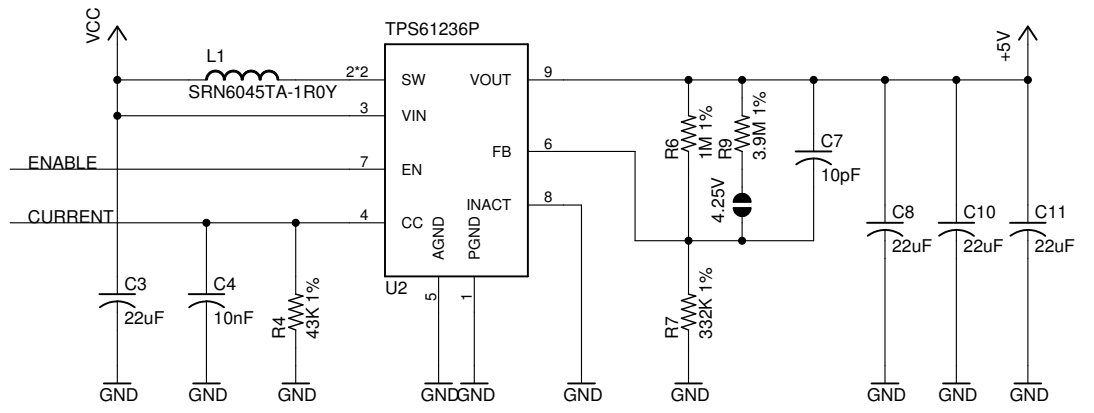 VCC
TPS61236P
+5V
L1
SRN6045TA-1R0Y
2*2
SW
VOUT
9
3
VIN
R6
1M 1%
R9
3.9M 1%
C7
10pF
FB
6
ENABLE
7
EN
4.25V
INACT
8
CURRENT
4
CC
AGND
PGND
C8
22uF
C10
22uF
C11
22uF
U2
5
1
C3
22uF
C4
10nF
R4
43K 1%
R7
332K 1%
GND
GND
GND
GND
GND
GND
GND
GND
GND
GND